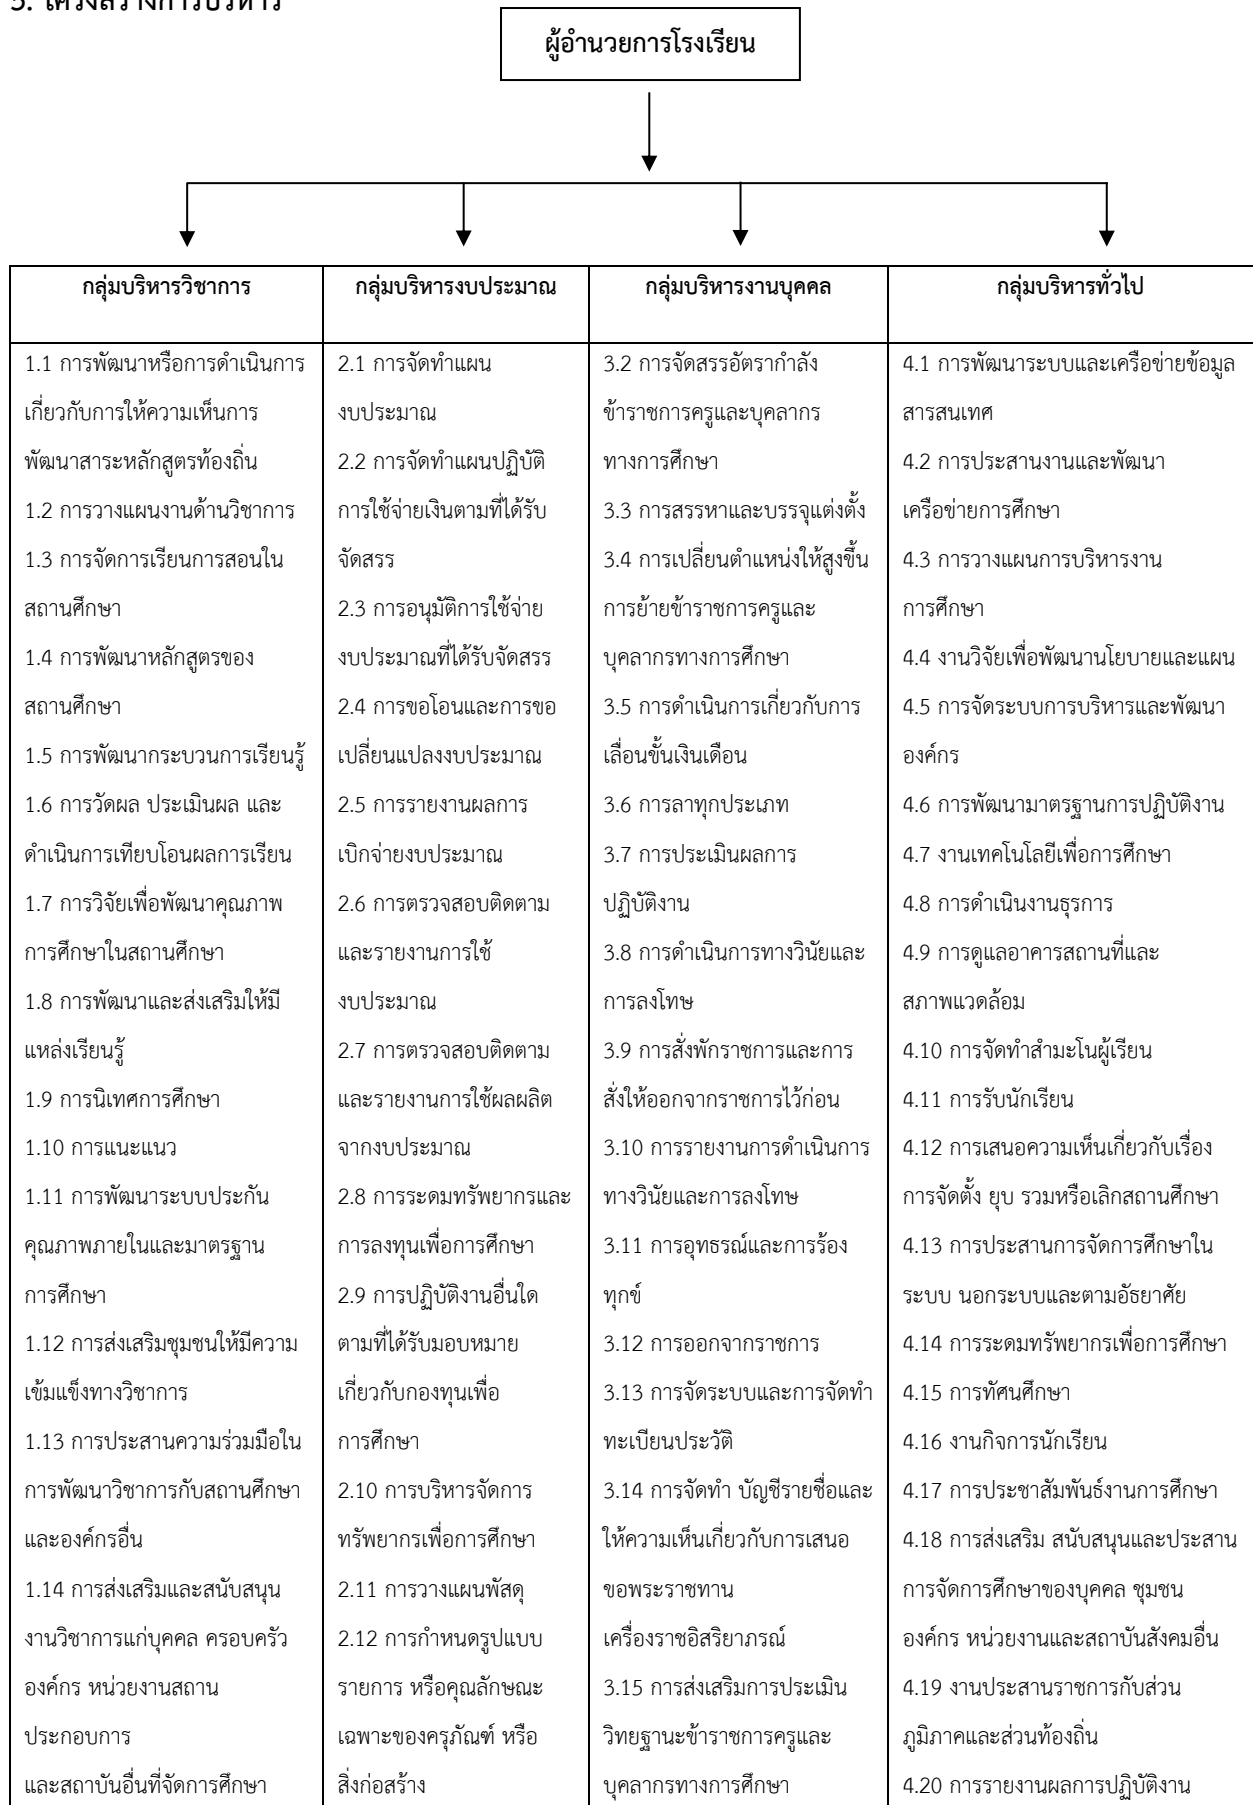 5. โครงสร้างการบริหาร
ผู้อำนวยการโรงเรียน
กลุ่มบริหารวิชาการ
1.1 การพัฒนาหรือการดำเนินการ
เกี่ยวกับการให้ความเห็นการ
พัฒนาสาระหลักสูตรท้องถิ่น
1.2 การวางแผนงานด้านวิชาการ
1.3 การจัดการเรียนการสอนใน
สถานศึกษา
1.4 การพัฒนาหลักสูตรของ
สถานศึกษา
1.5 การพัฒนากระบวนการเรียนรู้
1.6 การวัดผล ประเมินผล และ
ดำเนินการเทียบโอนผลการเรียน
1.7 การวิจัยเพื่อพัฒนาคุณภาพ
การศึกษาในสถานศึกษา
1.8 การพัฒนาและส่งเสริมให้มี
แหล่งเรียนรู้
1.9 การนิเทศการศึกษา
1.10 การแนะแนว
1.11 การพัฒนาระบบประกัน
คุณภาพภายในและมาตรฐาน
การศึกษา
1.12 การส่งเสริมชุมชนให้มีความ
เข้มแข็งทางวิชาการ
1.13 การประสานความร่วมมือใน
การพัฒนาวิชาการกับสถานศึกษา
และองค์กรอื่น
1.14 การส่งเสริมและสนับสนุน
งานวิชาการแก่บุคคล ครอบครัว
องค์กร หน่วยงานสถาน
ประกอบการ
และสถาบันอื่นที่จัดการศึกษา
กลุ่มบริหารงบประมาณ
2.1 การจัดทำแผน
งบประมาณ
2.2 การจัดทำแผนปฏิบัติ
การใช้จ่ายเงินตามที่ได้รับ
จัดสรร
2.3 การอนุมัติการใช้จ่าย
งบประมาณที่ได้รับจัดสรร
2.4 การขอโอนและการขอ
เปลี่ยนแปลงงบประมาณ
2.5 การรายงานผลการ
เบิกจ่ายงบประมาณ
2.6 การตรวจสอบติดตาม
และรายงานการใช้
งบประมาณ
2.7 การตรวจสอบติดตาม
และรายงานการใช้ผลผลิต
จากงบประมาณ
2.8 การระดมทรัพยากรและ
การลงทุนเพื่อการศึกษา
2.9 การปฏิบัติงานอื่นใด
ตามที่ได้รับมอบหมาย
เกี่ยวกับกองทุนเพื่อ
การศึกษา
2.10 การบริหารจัดการ
ทรัพยากรเพื่อการศึกษา
2.11 การวางแผนพัสดุ
2.12 การกำหนดรูปแบบ
รายการ หรือคุณลักษณะ
เฉพาะของครุภัณฑ์ หรือ
สิ่งก่อสร้าง
กลุ่มบริหารงานบุคคล
3.2 การจัดสรรอัตรากำลัง
ข้าราชการครูและบุคลากร
ทางการศึกษา
3.3 การสรรหาและบรรจุแต่งตั้ง
3.4 การเปลี่ยนตำแหน่งให้สูงขึ้น
การย้ายข้าราชการครูและ
บุคลากรทางการศึกษา
3.5 การดำเนินการเกี่ยวกับการ
เลื่อนขั้นเงินเดือน
3.6 การลาทุกประเภท
3.7 การประเมินผลการ
ปฏิบัติงาน
3.8 การดำเนินการทางวินัยและ
การลงโทษ
3.9 การสั่งพักราชการและการ
สั่งให้ออกจากราชการไว้ก่อน
3.10 การรายงานการดำเนินการ
ทางวินัยและการลงโทษ
3.11 การอุทธรณ์และการร้อง
ทุกข์
3.12 การออกจากราชการ
3.13 การจัดระบบและการจัดทำ
ทะเบียนประวัติ
3.14 การจัดทำ บัญชีรายชื่อและ
ให้ความเห็นเกี่ยวกับการเสนอ
ขอพระราชทาน
เครื่องราชอิสริยาภรณ์
3.15 การส่งเสริมการประเมิน
วิทยฐานะข้าราชการครูและ
บุคลากรทางการศึกษา
กลุ่มบริหารทั่วไป
4.1 การพัฒนาระบบและเครือข่ายข้อมูล
สารสนเทศ
4.2 การประสานงานและพัฒนา
เครือข่ายการศึกษา
4.3 การวางแผนการบริหารงาน
การศึกษา
4.4 งานวิจัยเพื่อพัฒนานโยบายและแผน
4.5 การจัดระบบการบริหารและพัฒนา
องค์กร
4.6 การพัฒนามาตรฐานการปฏิบัติงาน
4.7 งานเทคโนโลยีเพื่อการศึกษา
4.8 การดำเนินงานธุรการ
4.9 การดูแลอาคารสถานที่และ
สภาพแวดล้อม
4.10 การจัดทำสำมะโนผู้เรียน
4.11 การรับนักเรียน
4.12 การเสนอความเห็นเกี่ยวกับเรื่อง
การจัดตั้ง ยุบ รวมหรือเลิกสถานศึกษา
4.13 การประสานการจัดการศึกษาใน
ระบบ นอกระบบและตามอัธยาศัย
4.14 การระดมทรัพยากรเพื่อการศึกษา
4.15 การทัศนศึกษา
4.16 งานกิจการนักเรียน
4.17 การประชาสัมพันธ์งานการศึกษา
4.18 การส่งเสริม สนับสนุนและประสาน
การจัดการศึกษาของบุคคล ชุมชน
องค์กร หน่วยงานและสถาบันสังคมอื่น
4.19 งานประสานราชการกับส่วน
ภูมิภาคและส่วนท้องถิ่น
4.20 การรายงานผลการปฏิบัติงาน